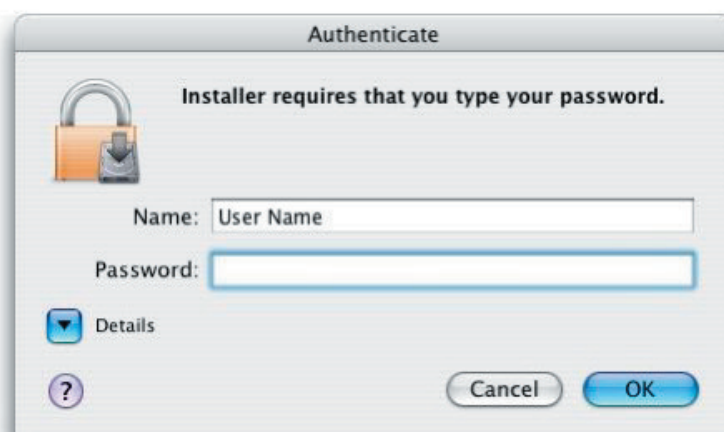 Authenticate
Installer requires that you type your password.
Name: User Name
Password:
Details
?
Cancel OK